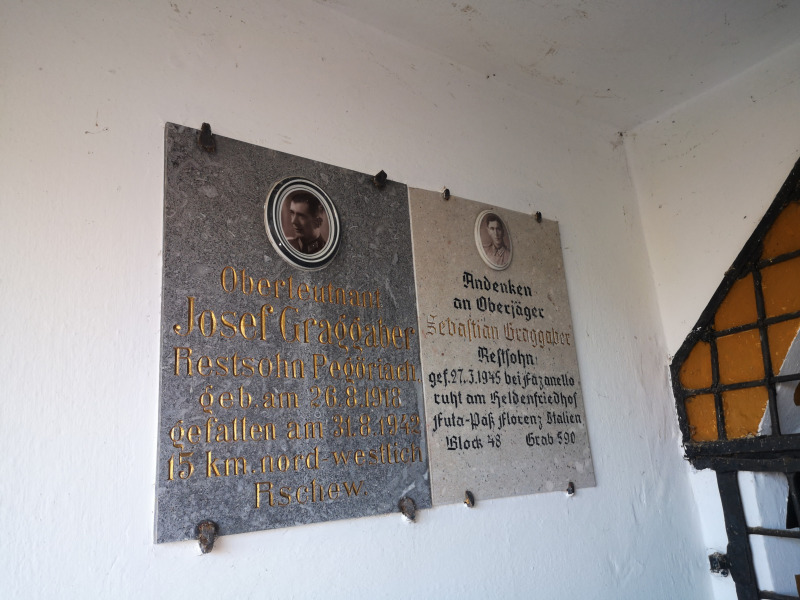 Oberleutnant
Josef Graggaber
Restsohn Pegöriach.
geb. am 26.8.1918
gefallen am 31.8.1942
15 km. nord-westlich
Rschew.
Andenken
an Oberjäger
Sebastian Graggaber
Restsohn
gef. 27.3.1945 bei Fazanello
ruht am Heldenfriedhof
Futa-Paß Florenz Italien
Block 48 Grab 590